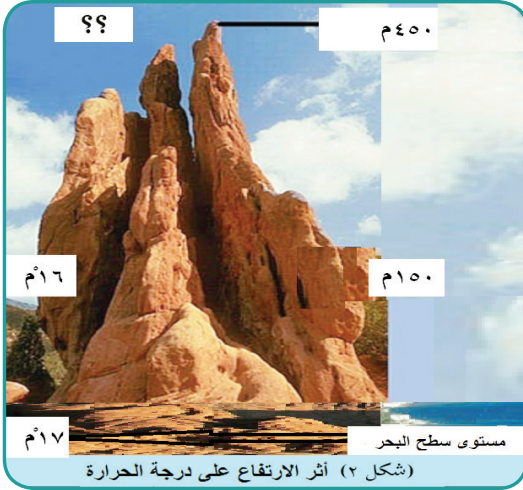 ؟؟
٤٥٠م
١٦°م
١٥٠م
١٧°م
مستوى سطح البحر
(شكل ٢) أثر الارتفاع على درجة الحرارة